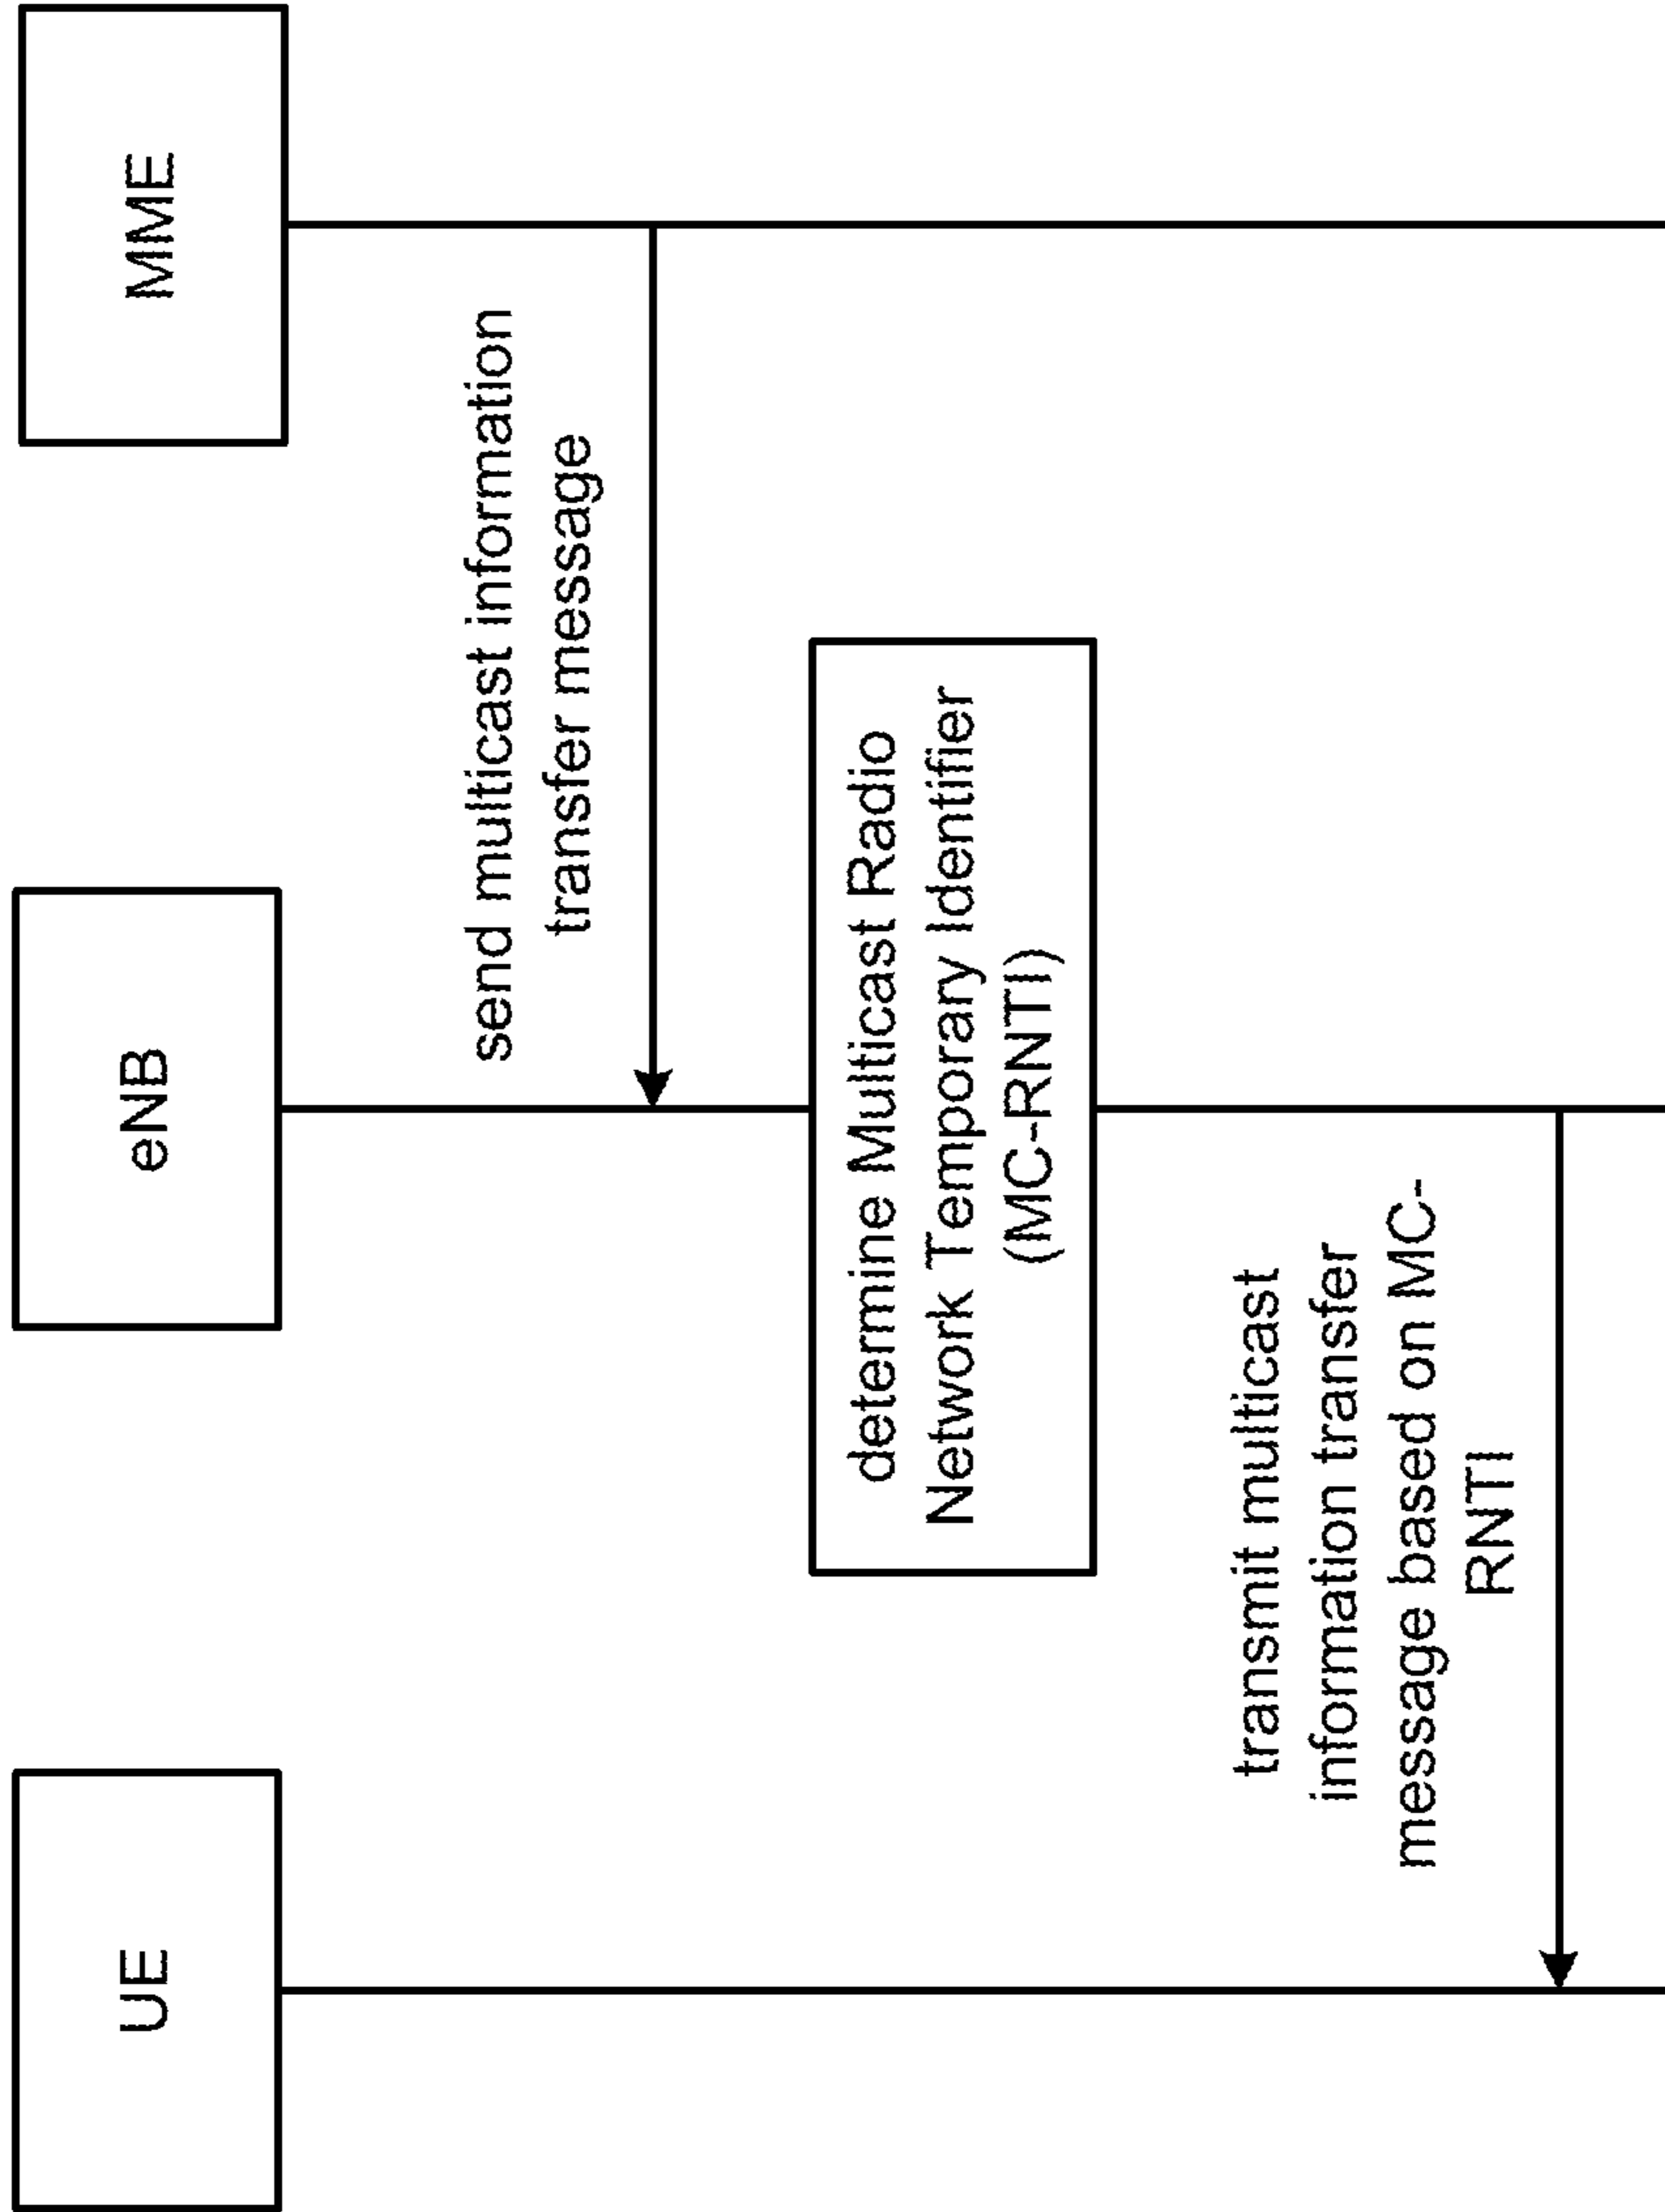 UE
eNB
MME
send multicast information
transfer message
determine Multicast Radio
Network Temporary Identifier
(MC-RNTI)
transmit multicast
information transfer
message based on MC-
RNTI